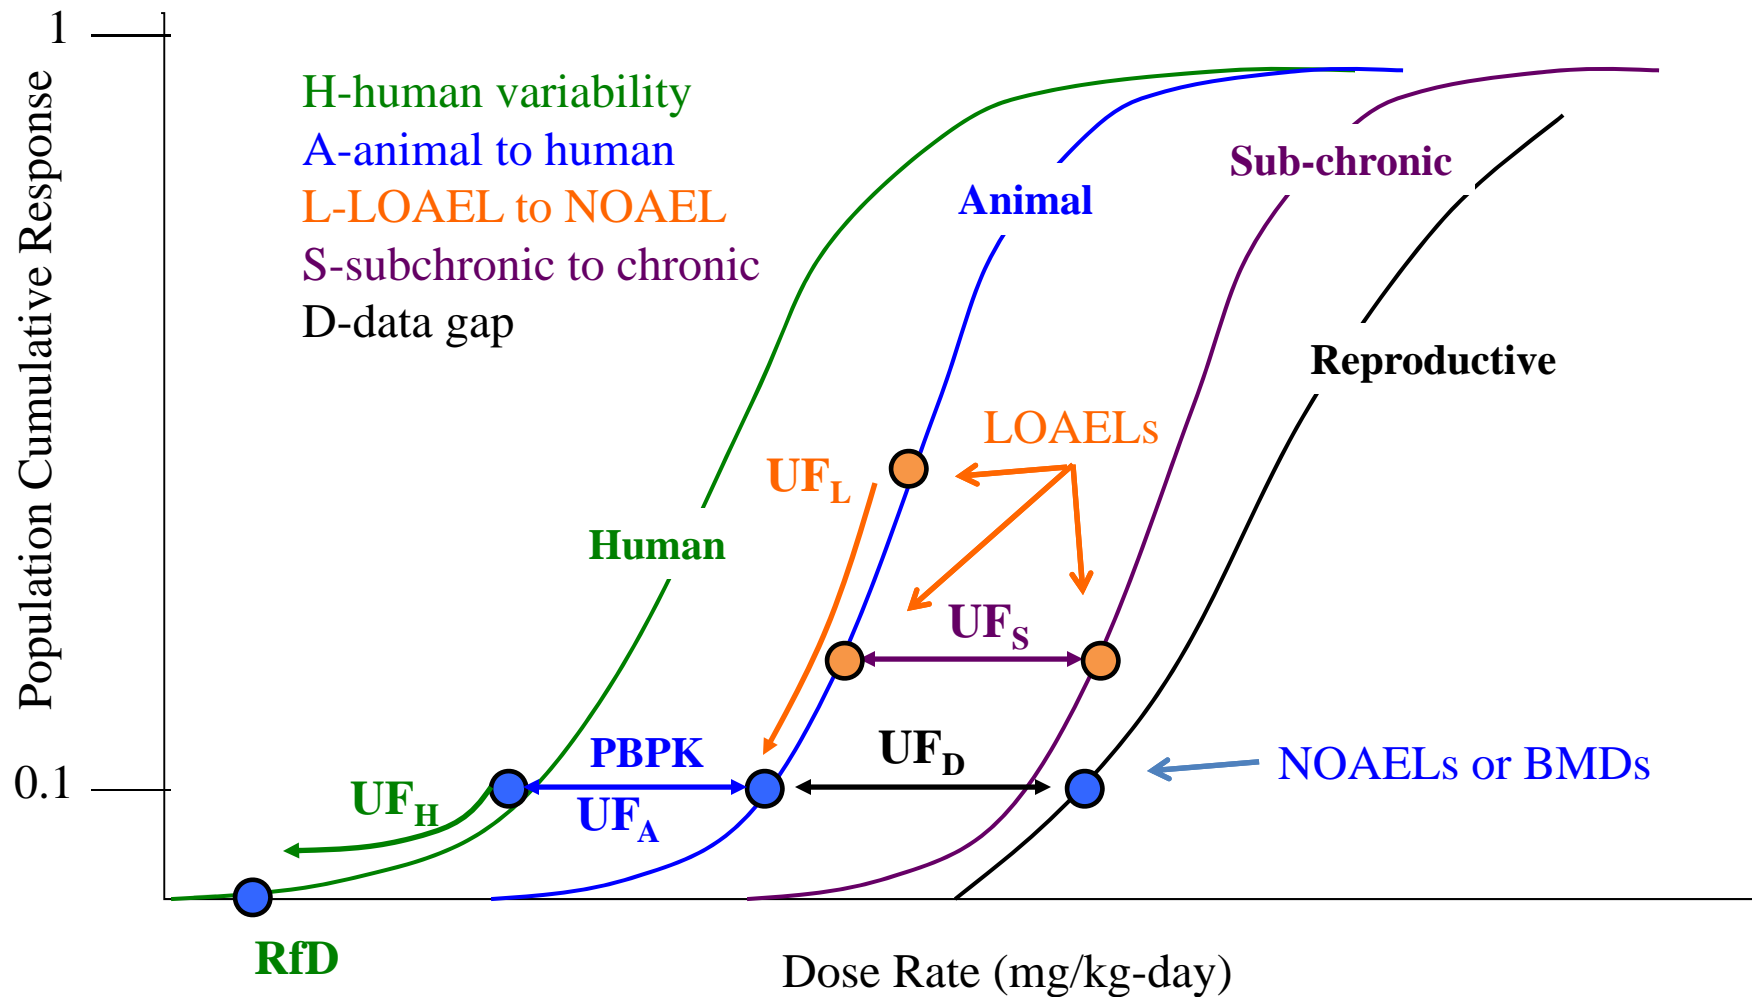 1
H-human variability
A-animal to human
L-LOAEL to NOAEL
S-subchronic to chronic
D-data gap
Sub-chronic
Animal
Reproductive
LOAELs
UFL
Human
UFS
PBPK
UFD
NOAELs or BMDs
0.1
UFH
UFA
RfD
Dose Rate (mg/kg-day)
Population Cumulative Response